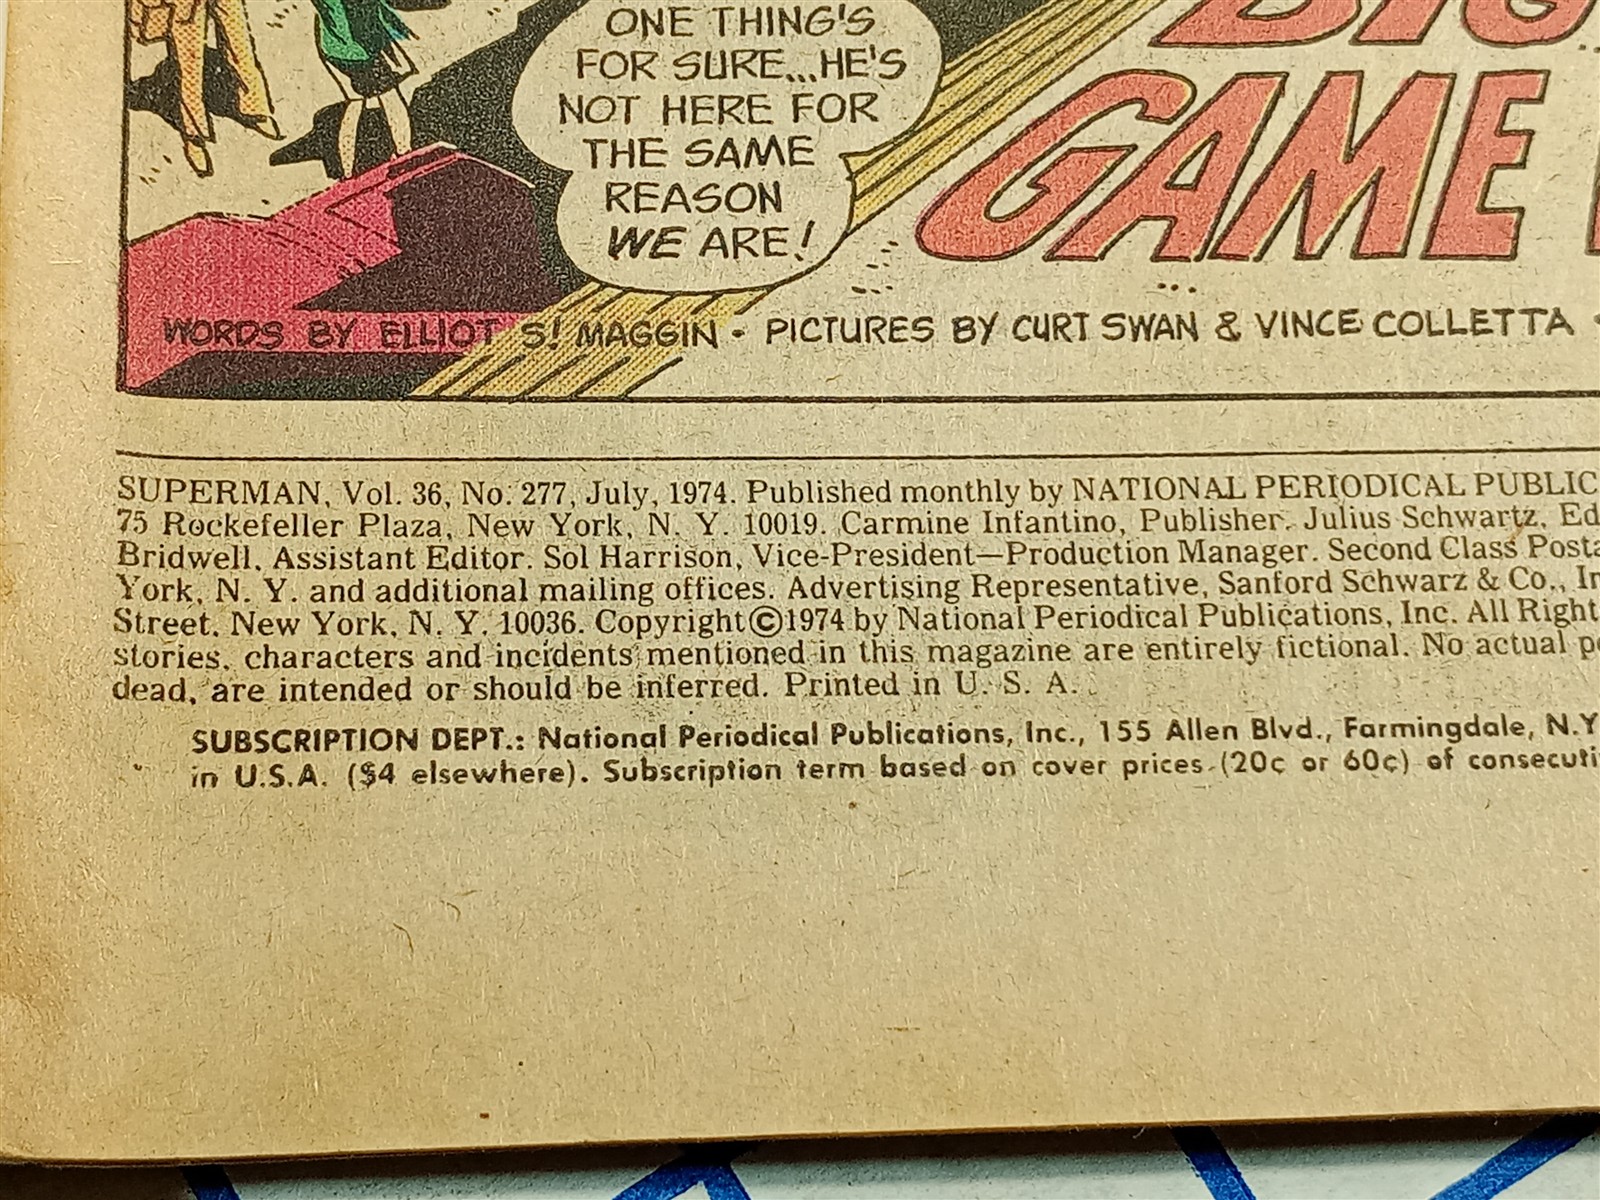 ONE THING'S
FOR SURE...HE'S
NOT HERE FOR
THE SAME
REASON
WE ARE!
BIG
GAME
WORDS BY ELLIOT S! MAGGIN • PICTURES BY CURT SWAN & VINCE COLLETTA •
SUPERMAN, Vol. 36, No. 277, July, 1974. Published monthly by NATIONAL PERIODICAL PUBLIC
75 Rockefeller Plaza, New York, N. Y. 10019. Carmine Infantino, Publisher. Julius Schwartz, Ed
Bridwell, Assistant Editor. Sol Harrison, Vice-President—Production Manager. Second Class Posta
York, N. Y. and additional mailing offices. Advertising Representative, Sanford Schwarz & Co., In
Street, New York, N. Y. 10036. Copyright©1974 by National Periodical Publications, Inc. All Right
stories, characters and incidents mentioned in this magazine are entirely fictional. No actual pe
dead, are intended or should be inferred. Printed in U. S. A.
SUBSCRIPTION DEPT.: National Periodical Publications, Inc., 155 Allen Blvd., Farmingdale, N.Y
in U.S.A. ($4 elsewhere). Subscription term based on cover prices (20c or 60c) of consecuti